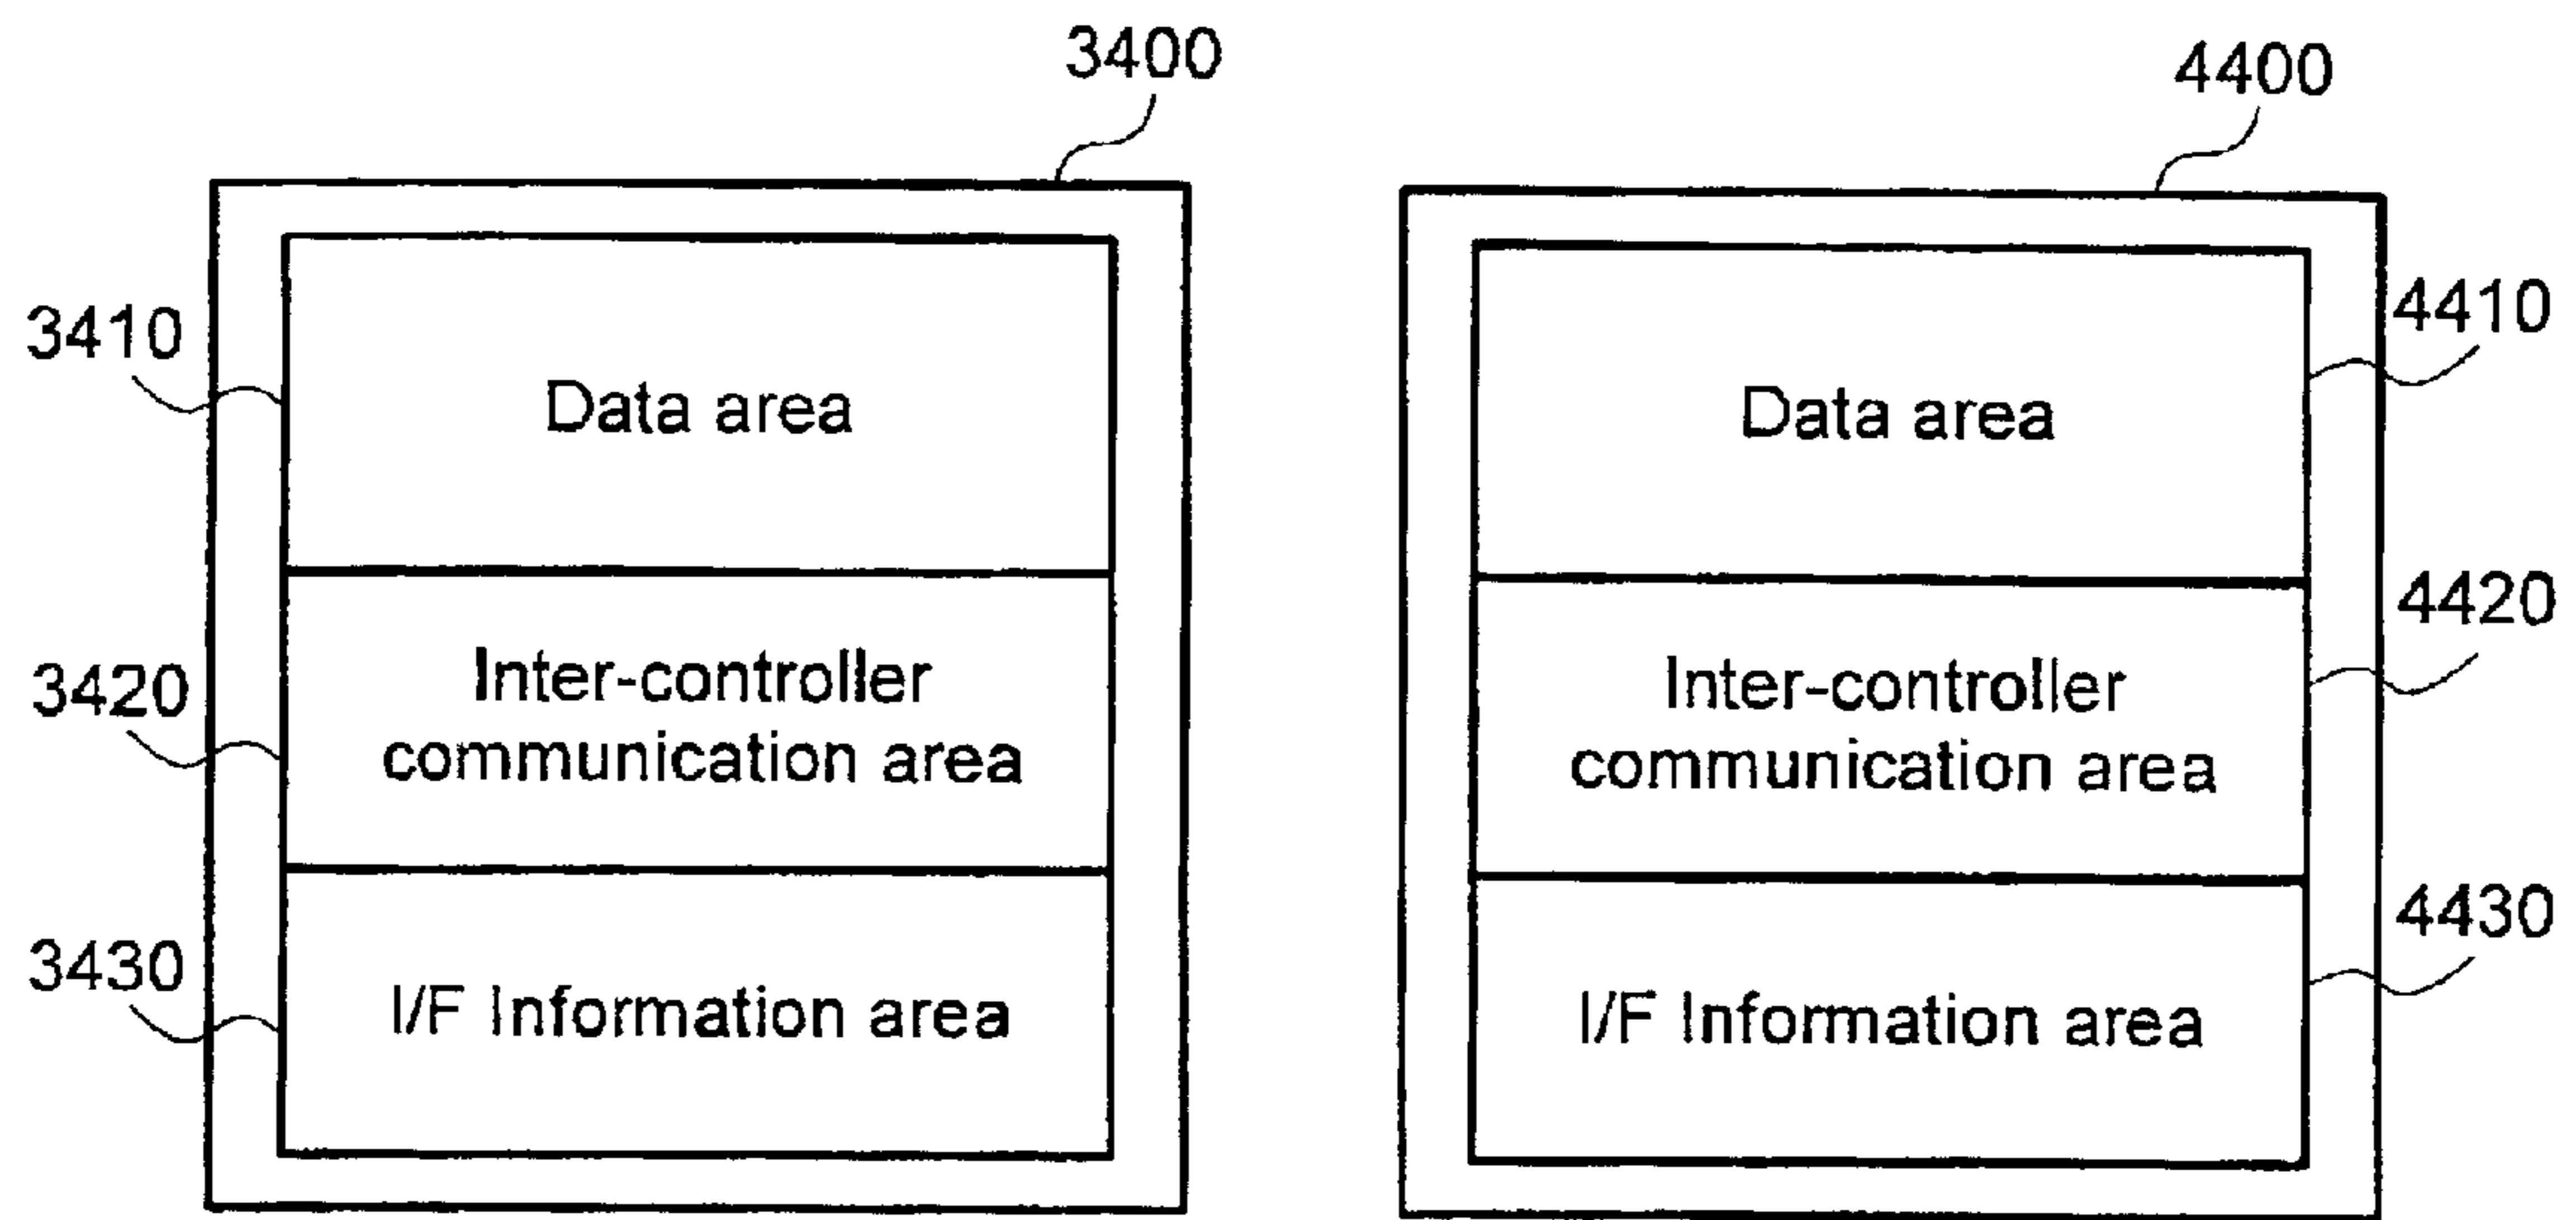 3400
3410
Data area
3420
Inter-controller
communication area
3430
I/F Information area
4400
4410
Data area
4420
Inter-controller
communication area
4430
I/F Information area